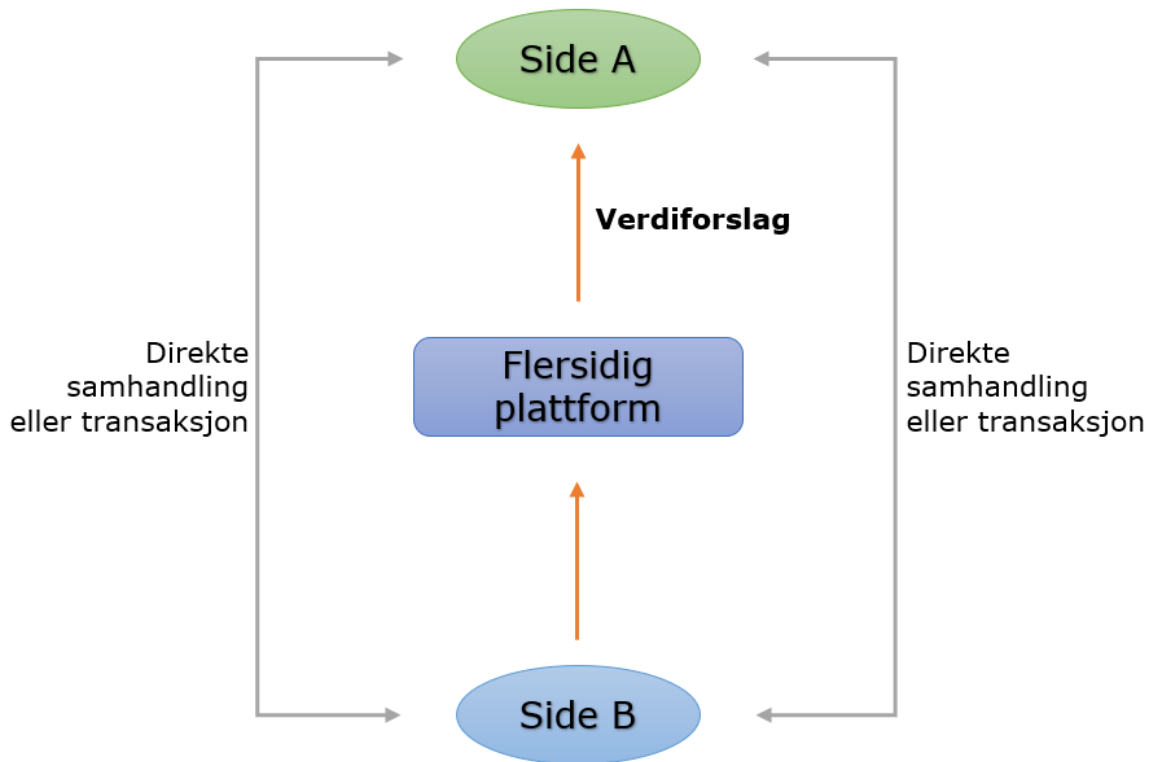 Side A
Verdiforslag
Direkte
samhandling
eller transaksjon
Flersidig
plattform
Direkte
samhandling
eller transaksjon
Side B